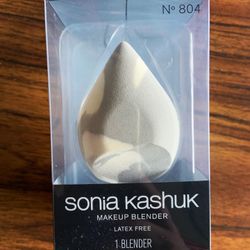 Nº 804
sonia kashuk
MAKEUP BLENDER
LATEX FREE
1 BLENDER